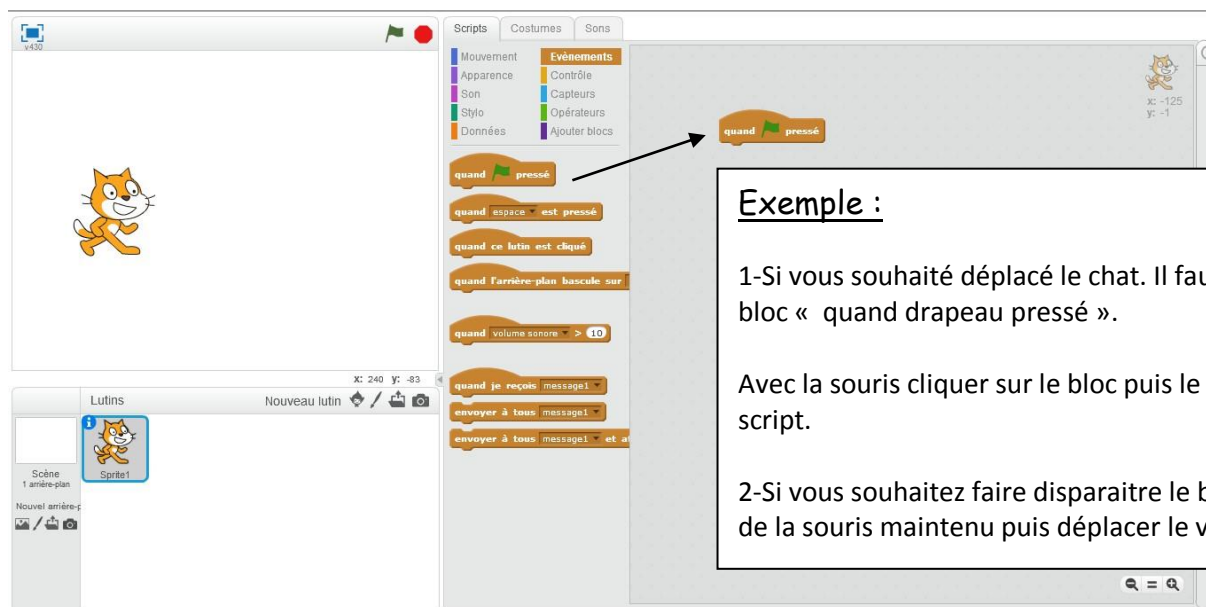 v430
Scripts Costumes Sons
Mouvement Evènements
Apparence Contrôle
Son Capteurs
Stylo Opérateurs
Données Ajouter blocs
quand pressé
quand espace est pressé
quand ce lutin est cliqué
quand l'arrière-plan bascule sur
quand volume sonore > 10
quand je reçois message1
envoyer à tous message1
envoyer à tous message1 et
x: -125
y: -1
quand pressé
Exemple :
1-Si vous souhaité déplacé le chat. Il
bloc « quand drapeau pressé ».
Avec la souris cliquer sur le bloc puis le
script.
2-Si vous souhaitez faire disparaitre le
de la souris maintenu puis déplacer le
X: 240 y: -83
Lutins Nouveau lutin
Scène
1 arrière-plan
Sprite1
Nouvel